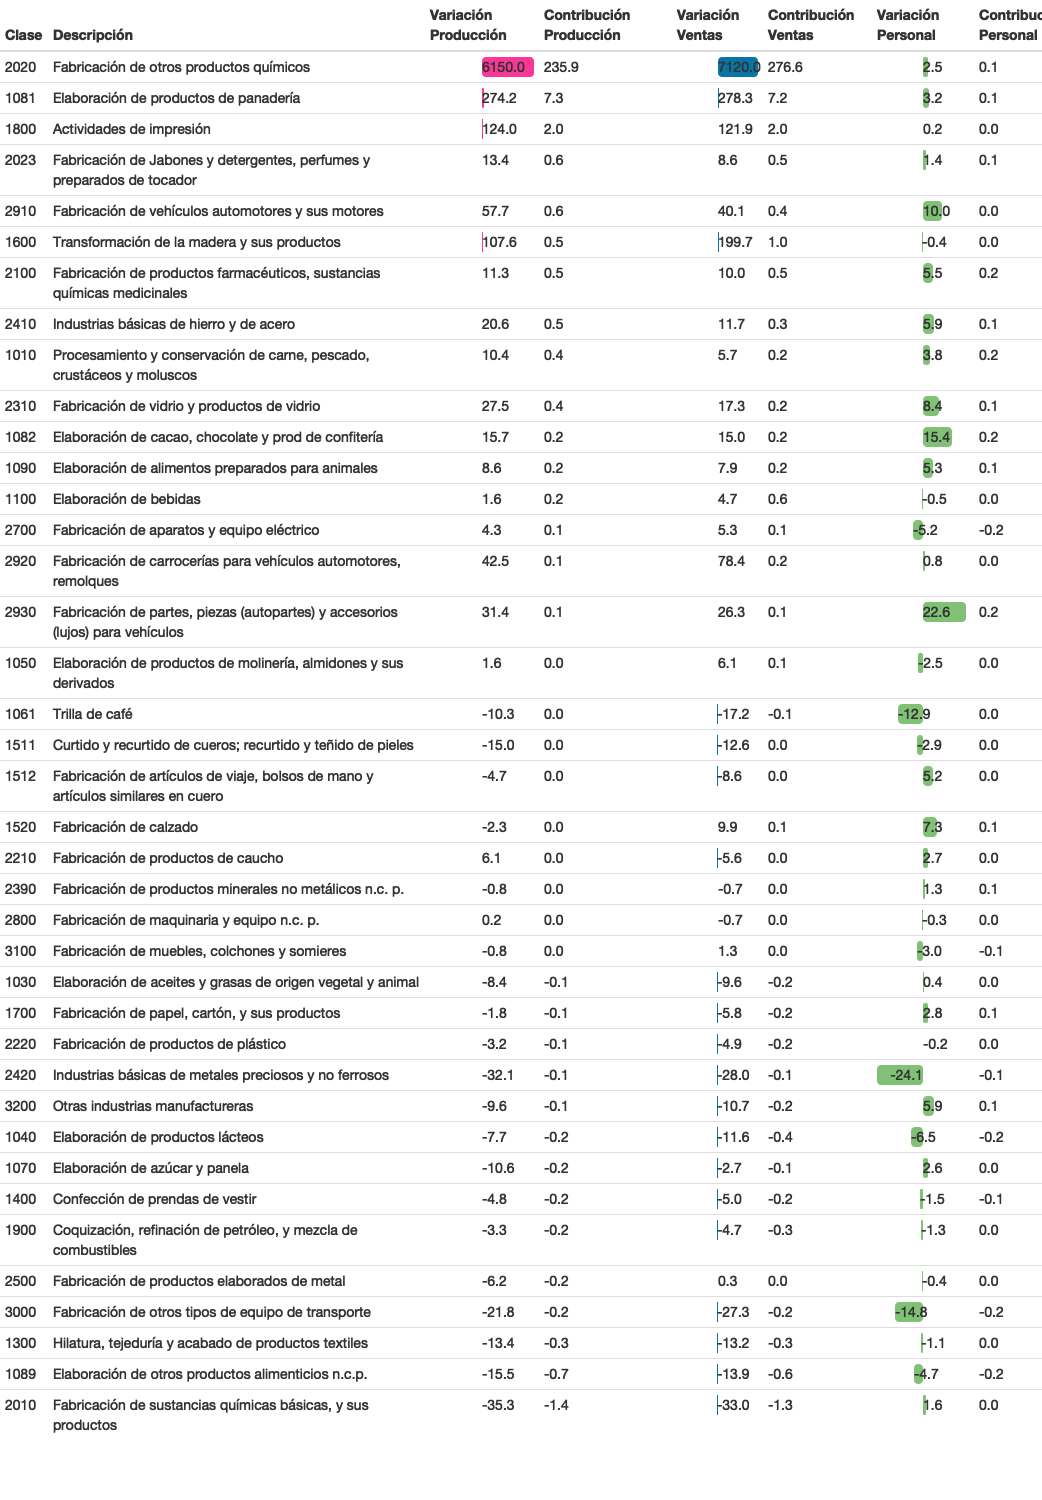 Clase Descripción Variación Producción Contribución Producción Variación Ventas Contribución Ventas Variación Personal Personal
2020 Fabricación de otros productos químicos 6150.0 235.9 7120.0 276.6 2.5 0.1
1081 Elaboración de productos de panadería 274.2 7.3 278.3 7.2 3.2 0.1
1800 Actividades de impresión 124.0 2.0 121.9 2.0 0.2 0.0
2023 Fabricación de Jabones y detergentes, perfumes y 13.4 0.6 8.6 0.5 1.4 0.1
preparados de tocador
2910 Fabricación de vehículos automotores y sus motores 57.7 0.6 40.1 0.4 10.0 0.0
1600 Transformación de la madera y sus productos 107.6 0.5 199.7 1.0 -0.4 0.0
2100 Fabricación de productos farmacéuticos, sustancias 11.3 0.5 10.0 0.5 5.5 0.2
químicas medicinales
2410 Industrias básicas de hierro y de acero 20.6 0.5 11.7 0.3 5.9 0.1
1010 Procesamiento y conservación de carne, pescado, 10.4 0.4 5.7 0.2 3.8 0.2
crustáceos y moluscos
2310 Fabricación de vidrio y productos de vidrio 27.5 0.4 17.3 0.2 8.4 0.1
1082 Elaboración de cacao, chocolate y prod de confitería 15.7 0.2 15.0 0.2 15.4 0.2
1090 Elaboración de alimentos preparados para animales 8.6 0.2 7.9 0.2 5.3 0.1
1100 Elaboración de bebidas 1.6 0.2 4.7 0.6 -0.5 0.0
2700 Fabricación de aparatos y equipo eléctrico 4.3 0.1 5.3 0.1 -5.2 -0.2
2920 Fabricación de carrocerías para vehículos automotores, 42.5 0.1 78.4 0.2 0.8 0.0
remolques
2930 Fabricación de partes, piezas (autopartes) y accesorios 31.4 0.1 26.3 0.1 22.6 0.2
(lujos) para vehículos
1050 Elaboración de productos de molinería, almidones y sus 1.6 0.0 6.1 0.1 -2.5 0.0
derivados
1061 Trilla de café -10.3 0.0 -17.2 -0.1 -12.9 0.0
1511 Curtido y recurtido de cueros; recurtido y teñido de pieles -15.0 0.0 -12.6 0.0 -2.9 0.0
1512 Fabricación de artículos de viaje, bolsos de mano y -4.7 0.0 -8.6 0.0 5.2 0.0
artículos similares en cuero
1520 Fabricación de calzado -2.3 0.0 9.9 0.1 7.3 0.1
2210 Fabricación de productos de caucho 6.1 0.0 -5.6 0.0 2.7 0.0
2390 Fabricación de productos minerales no metálicos n.c. p. -0.8 0.0 -0.7 0.0 1.3 0.1
2800 Fabricación de maquinaria y equipo n.c. p. 0.2 0.0 -0.7 0.0 -0.3 0.0
3100 Fabricación de muebles, colchones y somieres -0.8 0.0 1.3 0.0 -3.0 -0.1
1030 Elaboración de aceites y grasas de origen vegetal y animal -8.4 -0.1 -9.6 -0.2 0.4 0.0
1700 Fabricación de papel, cartón, y sus productos -1.8 -0.1 -5.8 -0.2 2.8 0.1
2220 Fabricación de productos de plástico -3.2 -0.1 -4.9 -0.2 -0.2 0.0
2420 Industrias básicas de metales preciosos y no ferrosos -32.1 -0.1 -28.0 -0.1 -24.1 -0.1
3200 Otras industrias manufactureras -9.6 -0.1 -10.7 -0.2 5.9 0.1
1040 Elaboración de productos lácteos -7.7 -0.2 -11.6 -0.4 -6.5 -0.2
1070 Elaboración de azúcar y panela -10.6 -0.2 -2.7 -0.1 2.6 0.0
1400 Confección de prendas de vestir -4.8 -0.2 -5.0 -0.2 -1.5 -0.1
1900 Coquización, refinación de petróleo, y mezcla de -3.3 -0.2 -4.7 -0.3 -1.3 0.0
combustibles
2500 Fabricación de productos elaborados de metal -6.2 -0.2 0.3 0.0 -0.4 0.0
3000 Fabricación de otros tipos de equipo de transporte -21.8 -0.2 -27.3 -0.2 -14.8 -0.2
1300 Hilatura, tejeduría y acabado de productos textiles -13.4 -0.3 -13.2 -0.3 -1.1 0.0
1089 Elaboración de otros productos alimenticios n.c.p. -15.5 -0.7 -13.9 -0.6 -4.7 -0.2
2010 Fabricación de sustancias químicas básicas, y sus -35.3 -1.4 -33.0 -1.3 1.6 0.0
productos